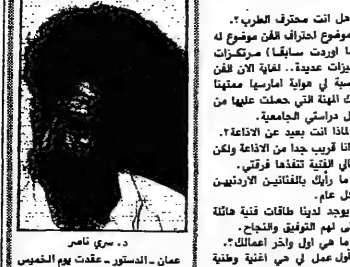 هل انت محترف الطرب؟.
موضوع احتراف الفن موضوع له
اوردت سابقا) مرتكزات
يزات عديدة.. لغاية الان الفن
سبة لي هواية امارسها ممتهنا
ك المهنة التي حصلت عليها من
ل دراستي الجامعية.
لماذا انت بعيد عن الاذاعة؟.
انا قريب جدا من الاذاعة ولكن
الي الفنية تنفذها فرقتي.
ما رأيك بالفنانين الاردنيين
ل عام.
يوجد لدينا طاقات فنية هائلة
نى لهم التوفيق والنجاح.
ما هي اول واخر اعمالك؟.
أول عمل لي هي اغنية وطنية
د. سري ناصر
عمان ـ الدستور ـ عقدت يوم الخميس